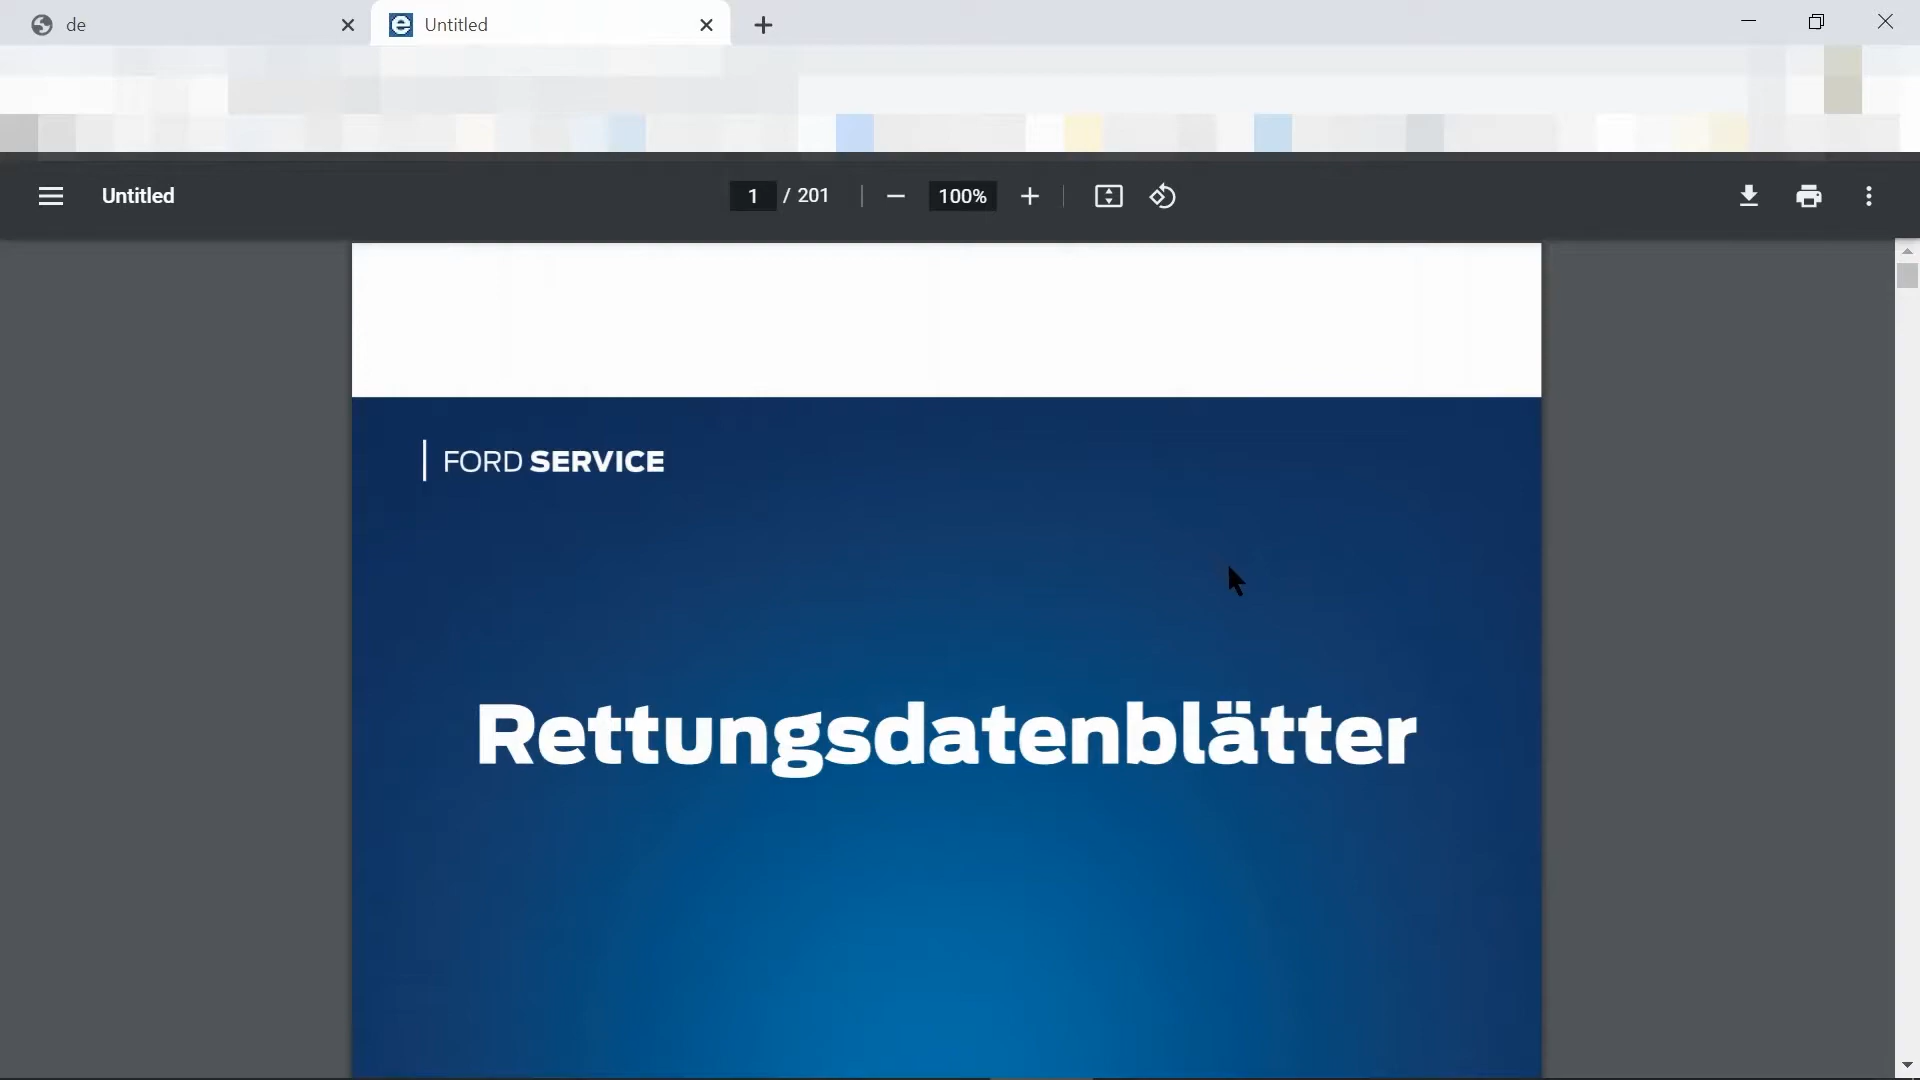 de
Untitled
Untitled
1 / 201
100%
FORD SERVICE
Rettungsdatenblätter